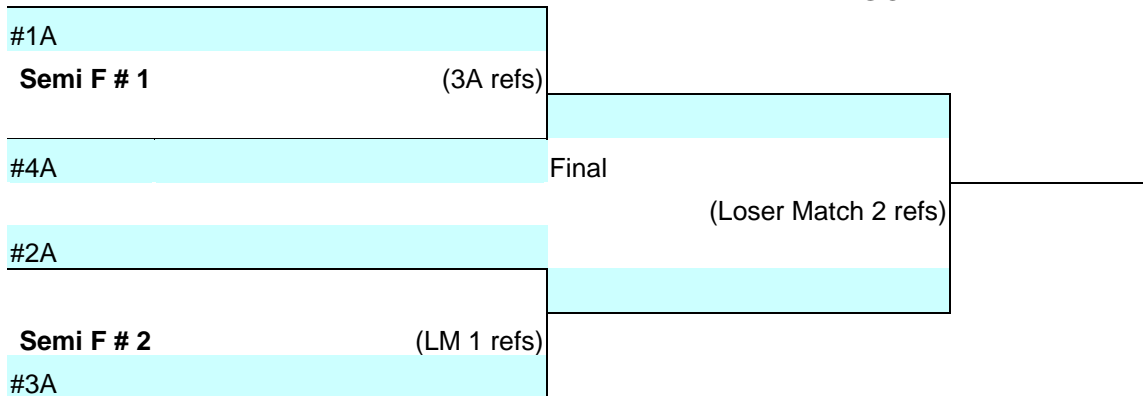 #1A
Semi F # 1 (3A refs)
#4A Final
(Loser Match 2 refs)
#2A
Semi F # 2 (LM 1 refs)
#3A